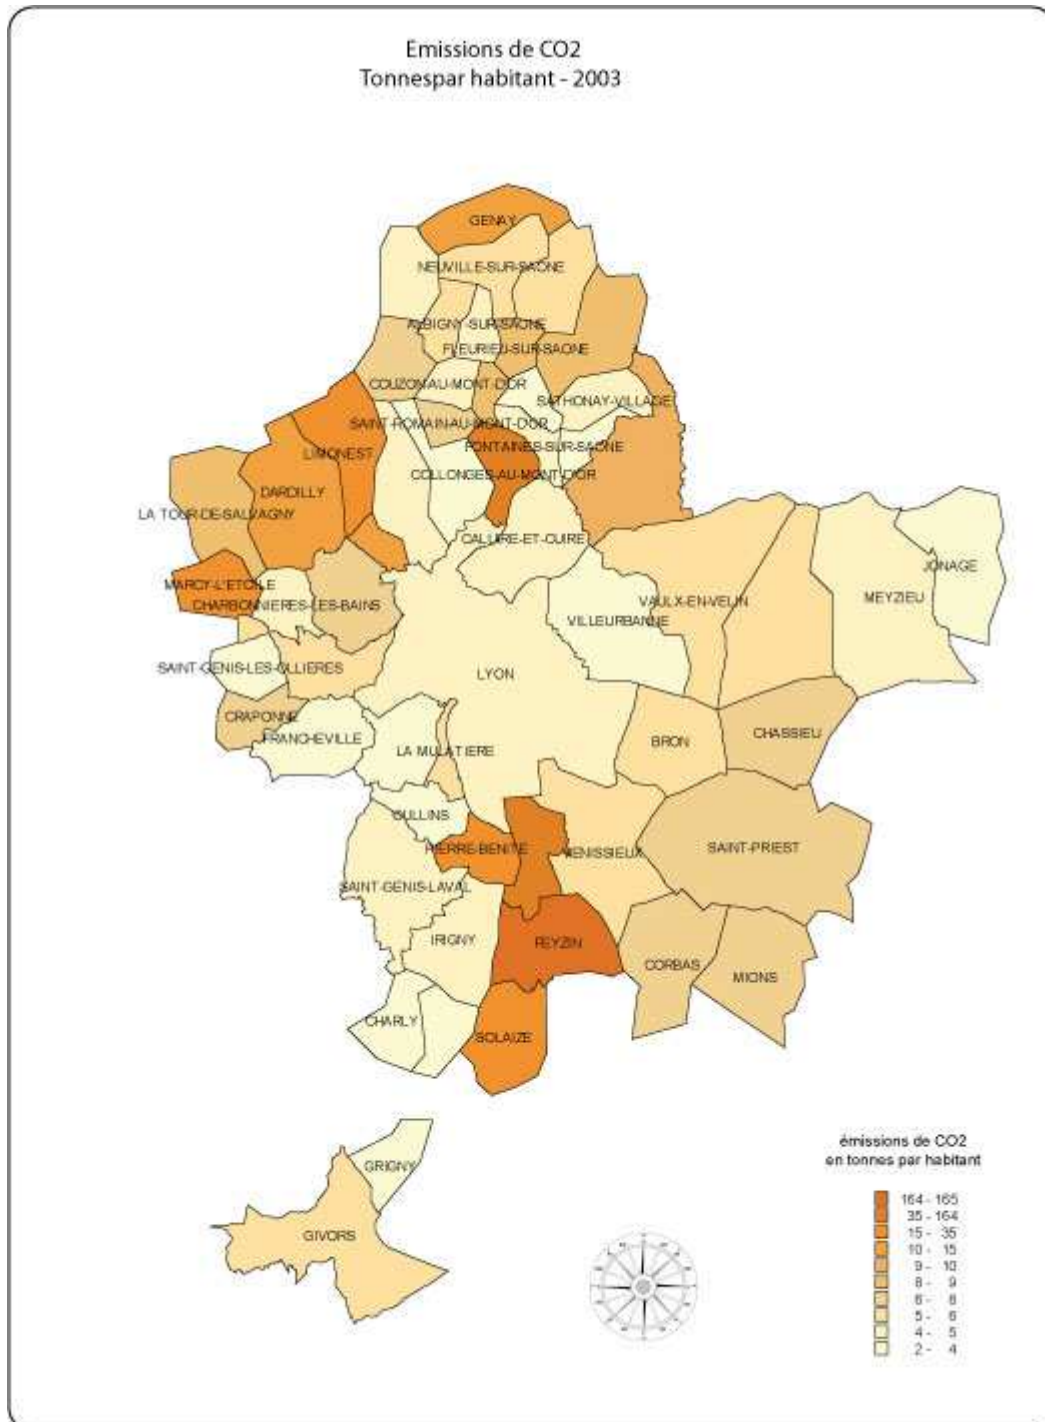 Emissions de CO2
Tonnespar habitant - 2003
GENAY
NEUVILLE-SUR-SAONE
ALBIGNY-SUR-SAONE
FLEURIEU-SUR-SAONE
COUZON-AU-MONT-D'OR
SATHONAY-VILLAGE
SAINT-ROMAIN-AU-MONT-D'OR
FONTAINES-SUR-SAONE
LIMONEST
COLLONGES-AU-MONT-D'OR
DARDILLY
LA TOUR-DE-SALVAGNY
CALUIRE-ET-CUIRE
JONAGE
MARCY-L'ETOILE
MEYZIEU
CHARBONNIERES-LES-BAINS
VAULX-EN-VELIN
VILLEURBANNE
SAINT-GENIS-LES-OLLIERES
LYON
CRAPONNE
CHASSIEU
FRANCHEVILLE
BRON
LA MULATIERE
OULLINS
PIERRE-BENITE
VENISSIEUX
SAINT-PRIEST
SAINT-GENIS-LAVAL
IRIGNY
FEYZIN
CORBAS
MIONS
CHARLY
SOLAIZE
GRIGNY
GIVORS
émissions de CO2
en tonnes par habitant
164 - 165
35 - 164
15 - 35
10 - 15
9 - 10
8 - 9
6 - 8
5 - 6
4 - 5
2 - 4